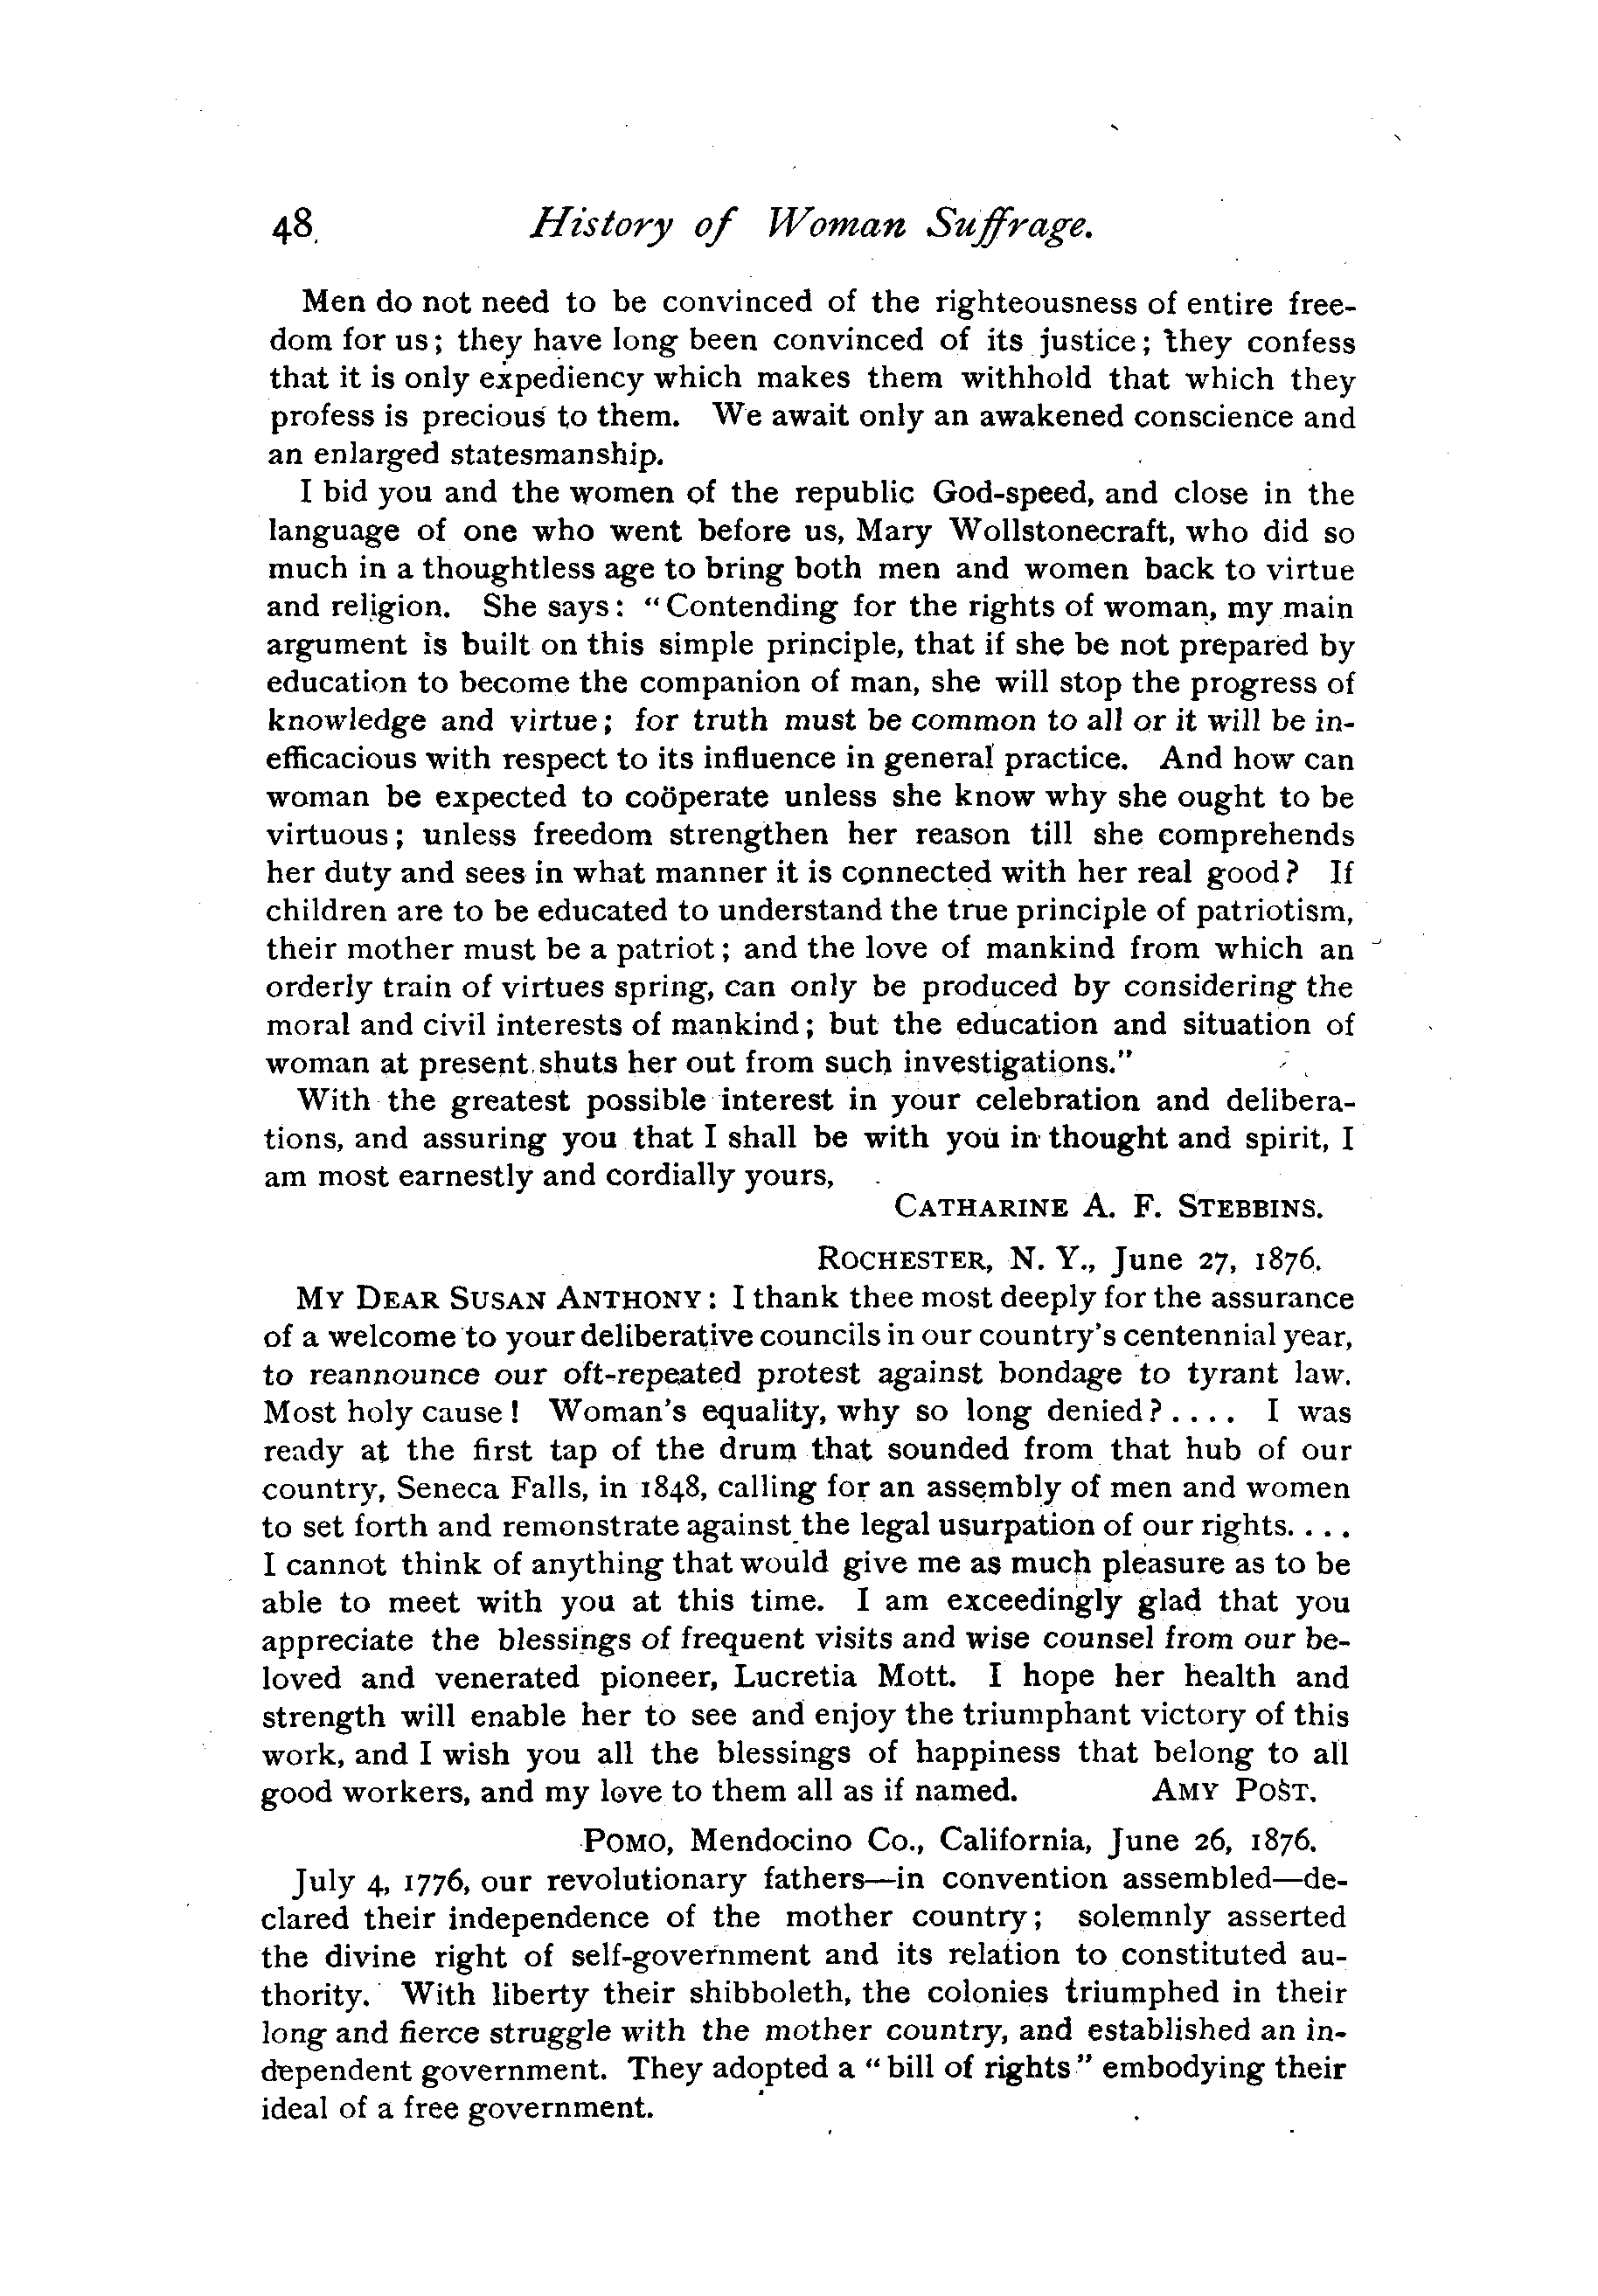 48 History of Woman Suffrage.
Men do not need to be convinced of the righteousness of entire free-
dom for us; they have long been convinced of its justice; they confess
that it is only expediency which makes them withhold that which they
profess is precious to them. We await only an awakened conscience and
an enlarged statesmanship.
I bid you and the women of the republic God-speed, and close in the
language of one who went before us, Mary Wollstonecraft, who did so
much in a thoughtless age to bring both men and women back to virtue
and religion. She says: "Contending for the rights of woman, my main
argument is built on this simple principle, that if she be not prepared by
education to become the companion of man, she will stop the progress of
knowledge and virtue; for truth must be common to all or it will be in-
efficacious with respect to its influence in general practice. And how can
woman be expected to coöperate unless she know why she ought to be
virtuous; unless freedom strengthen her reason till she comprehends
her duty and sees in what manner it is connected with her real good? If
children are to be educated to understand the true principle of patriotism,
their mother must be a patriot; and the love of mankind from which an
orderly train of virtues spring, can only be produced by considering the
moral and civil interests of mankind; but the education and situation of
woman at present shuts her out from such investigations."
With the greatest possible interest in your celebration and delibera-
tions, and assuring you that I shall be with you in thought and spirit, I
am most earnestly and cordially yours,
CATHARINE A. F. STEBBINS.
ROCHESTER, N. Y., June 27, 1876.
MY DEAR SUSAN ANTHONY: I thank thee most deeply for the assurance
of a welcome to your deliberative councils in our country's centennial year,
to reannounce our oft-repeated protest against bondage to tyrant law.
Most holy cause! Woman's equality, why so long denied?.... I was
ready at the first tap of the drum that sounded from that hub of our
country, Seneca Falls, in 1848, calling for an assembly of men and women
to set forth and remonstrate against the legal usurpation of our rights....
I cannot think of anything that would give me as much pleasure as to be
able to meet with you at this time. I am exceedingly glad that you
appreciate the blessings of frequent visits and wise counsel from our be-
loved and venerated pioneer, Lucretia Mott. I hope her health and
strength will enable her to see and enjoy the triumphant victory of this
work, and I wish you all the blessings of happiness that belong to all
good workers, and my love to them all as if named. AMY POST.
POMO, Mendocino Co., California, June 26, 1876.
July 4, 1776, our revolutionary fathers—in convention assembled—de-
clared their independence of the mother country; solemnly asserted
the divine right of self-government and its relation to constituted au-
thority. With liberty their shibboleth, the colonies triumphed in their
long and fierce struggle with the mother country, and established an in-
dependent government. They adopted a "bill of rights" embodying their
ideal of a free government.